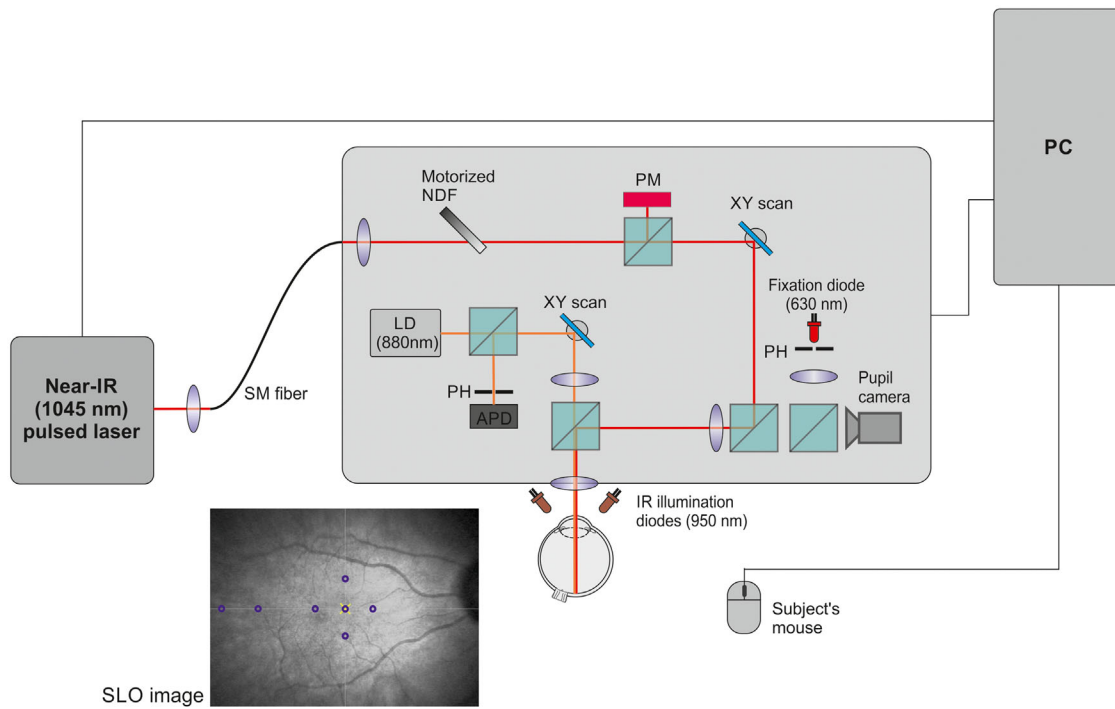 PC
Motorized
NDF
PM
XY scan
Fixation diode
(630 nm)
XY scan
LD
(880nm)
PH
Near-IR
(1045 nm)
pulsed laser
SM fiber
PH
APD
Pupil
camera
IR illumination
diodes (950 nm)
Subject's
mouse
SLO image